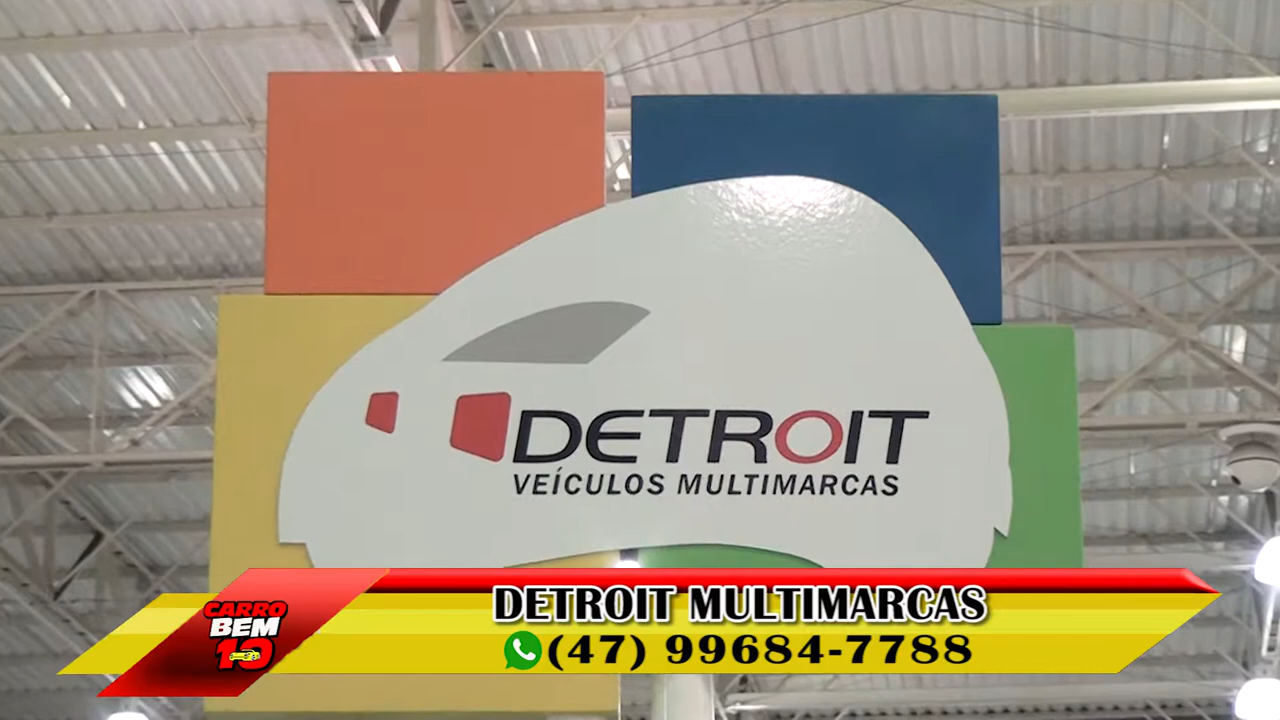 DETROIT
VEÍCULOS MULTIMARCAS
CARRO
BEM
10
DETROIT MULTIMARCAS
(47) 99684-7788